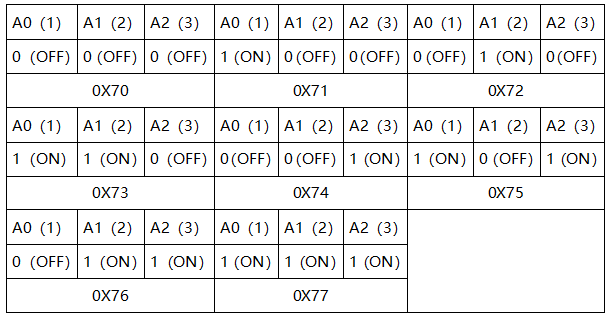 A0 (1) A1 (2) A2 (3) A0 (1) A1 (2) A2 (3) A0 (1) A1 (2) A2 (3)
0 (OFF) 0 (OFF) 0 (OFF) 1 (ON) 0(OFF) 0(OFF) 0(OFF) 1 (ON) 0(OFF)
0X70 0X71 0X72
A0 (1) A1 (2) A2 (3) A0 (1) A1 (2) A2 (3) A0 (1) A1 (2) A2 (3)
1 (ON) 1 (ON) 0 (OFF) 0(OFF) 0(OFF) 1 (ON) 1 (ON) 0 (OFF) 1 (ON)
0X73 0X74 0X75
A0 (1) A1 (2) A2 (3) A0 (1) A1 (2) A2 (3)
0 (OFF) 1 (ON) 1 (ON) 1 (ON) 1 (ON) 1 (ON)
0X76 0X77